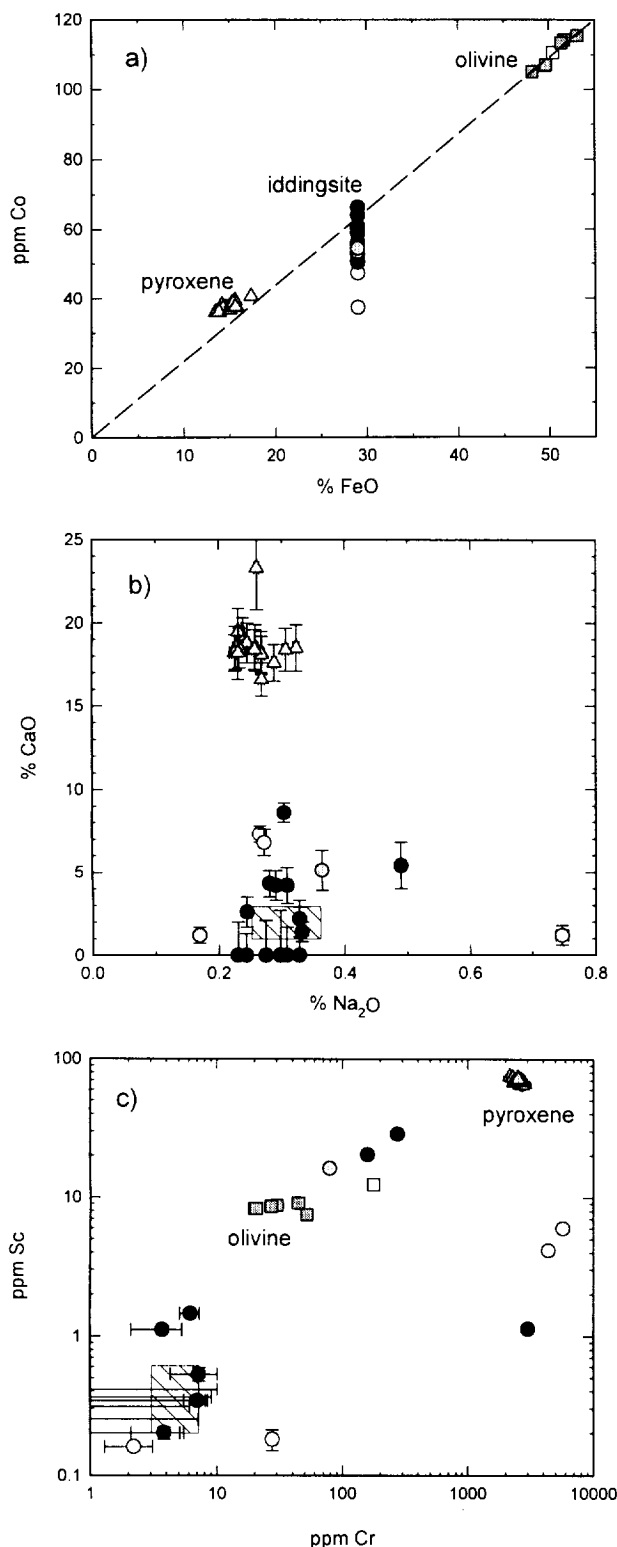 a)
120
100
80
60
40
20
0
ppm Co
olivine
iddingsite
pyroxene
0 10 20 30 40 50
% FeO
b)
25
20
15
10
5
0
% CaO
0.0 0.2 0.4 0.6 0.8
% Na₂O
c)
100
10
1
0.1
ppm Sc
pyroxene
olivine
1 10 100 1000 10000
ppm Cr